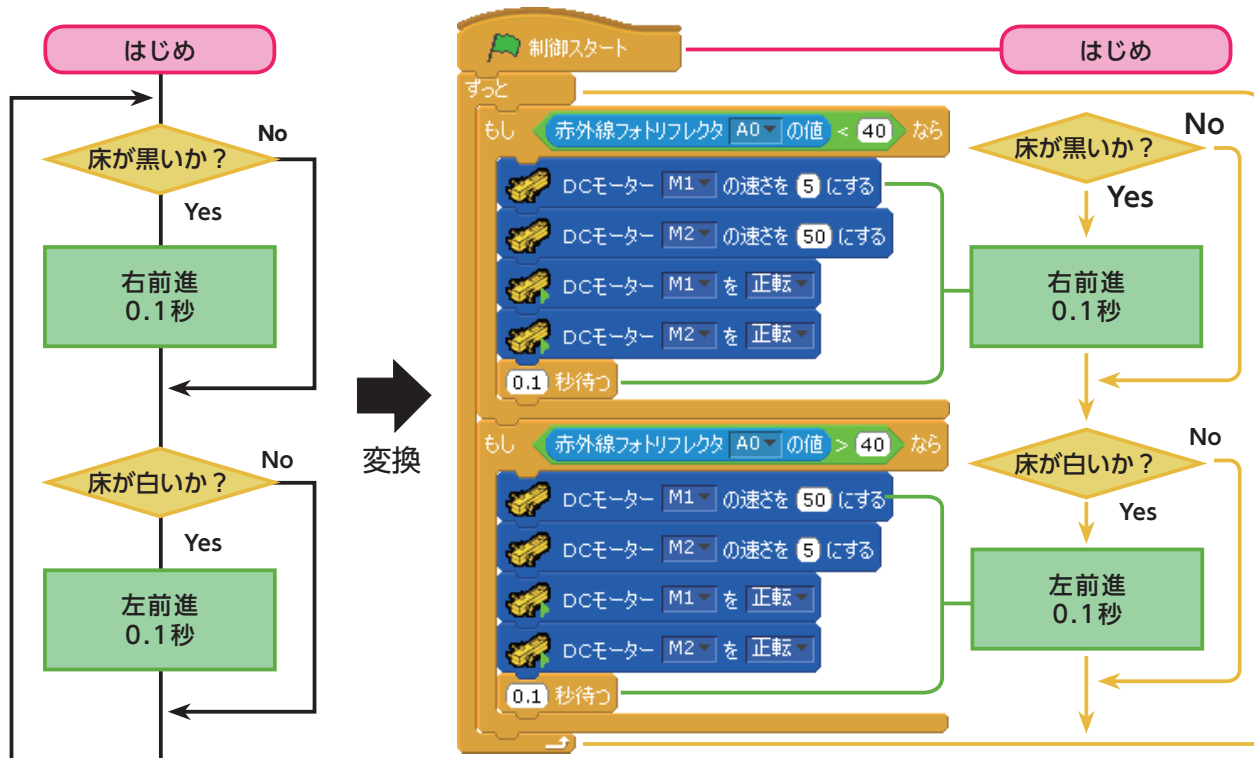 はじめ
床が黒いか？
No
Yes
右前進
0.1秒
床が白いか？
No
Yes
左前進
0.1秒
変換
制御スタート
ずっと
もし 赤外線フォトリフレクタ A0 の値 < 40 なら
DCモーター M1 の速さを 5 にする
DCモーター M2 の速さを 50 にする
DCモーター M1 を 正転
DCモーター M2 を 正転
0.1 秒待つ
もし 赤外線フォトリフレクタ A0 の値 > 40 なら
DCモーター M1 の速さを 50 にする
DCモーター M2 の速さを 5 にする
DCモーター M1 を 正転
DCモーター M2 を 正転
0.1 秒待つ
はじめ
床が黒いか？
No
Yes
右前進
0.1秒
床が白いか？
No
Yes
左前進
0.1秒